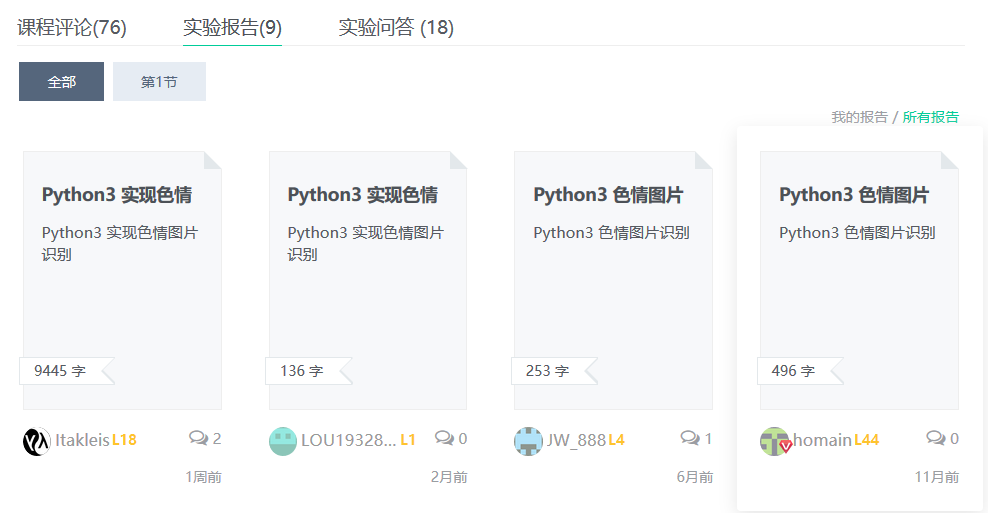 课程评论(76) 实验报告(9) 实验问答 (18)
全部 第1节
我的报告 / 所有报告
Python3 实现色情
Python3 实现色情图片
识别
9445 字
Itakleis L18 2
1周前
Python3 实现色情
Python3 实现色情图片
识别
136 字
LOU19328... L1 0
2月前
Python3 色情图片
Python3 色情图片识别
253 字
JW_888 L4 1
6月前
Python3 色情图片
Python3 色情图片识别
496 字
nomain L44 0
11月前